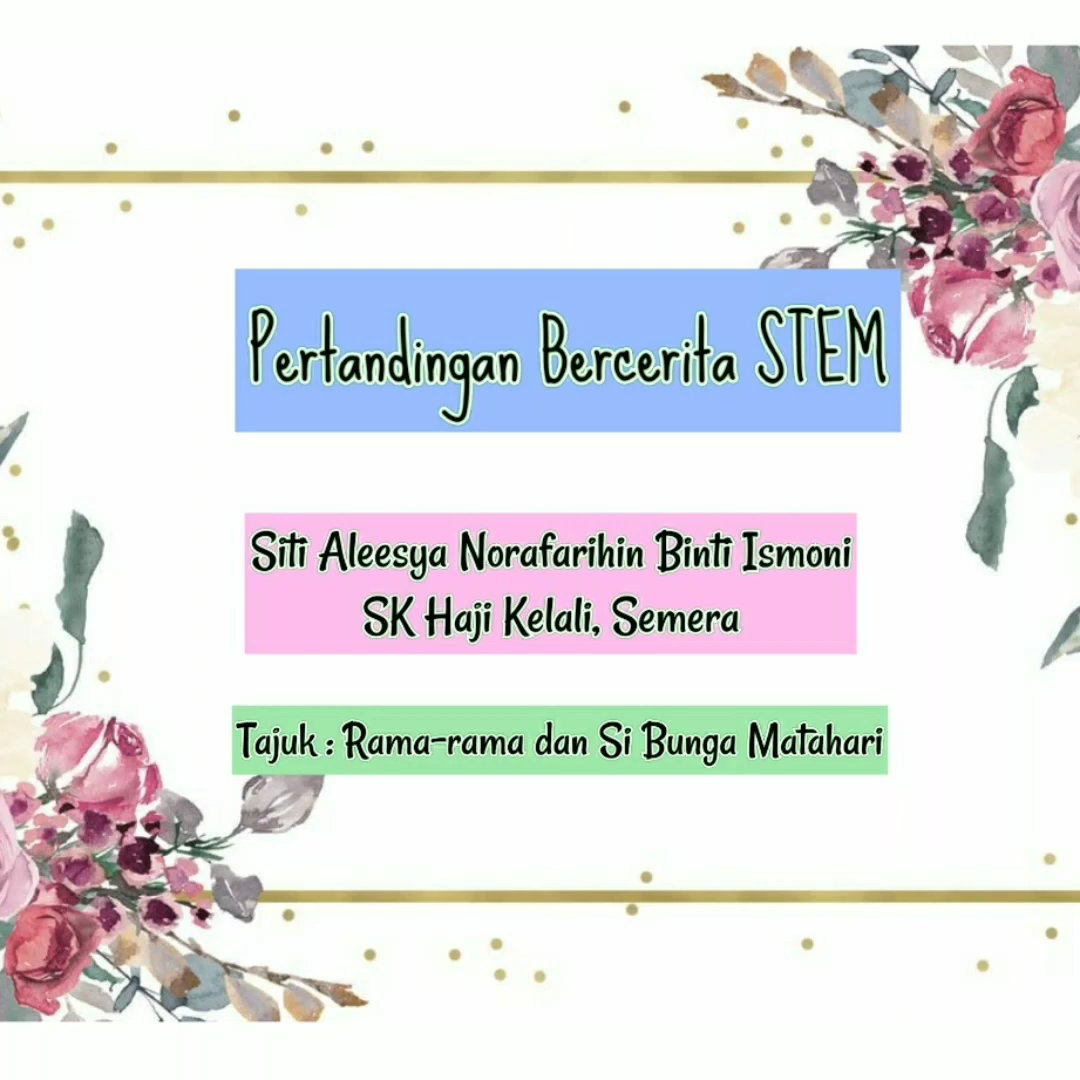 Pertandingan Bercerita STEM
Siti Aleesya Norafarihin Binti Ismoni
SK Haji Kelali, Semera
Tajuk : Rama-rama dan Si Bunga Matahari